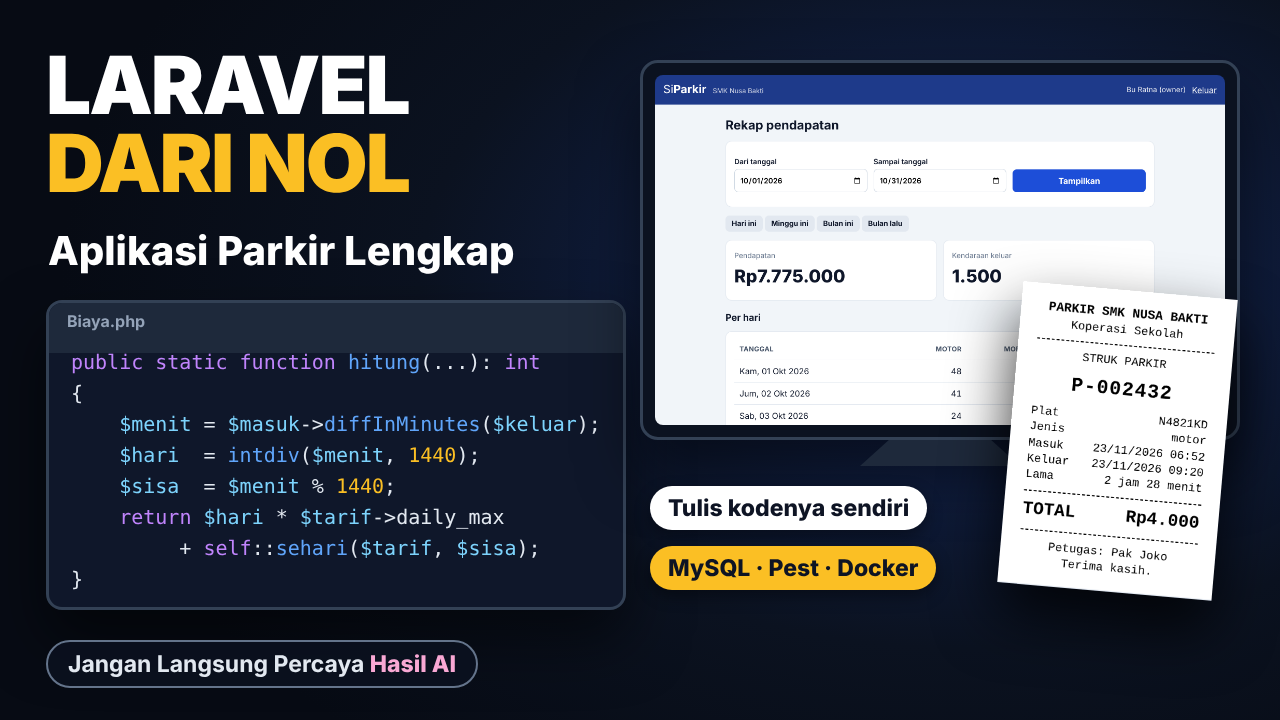 LARAVEL
DARI NOL
Aplikasi Parkir Lengkap
Biaya.php
public static function hitung(...): int
{
    $menit = $masuk->diffInMinutes($keluar);
    $hari  = intdiv($menit, 1440);
    $sisa  = $menit % 1440;
    return $hari * $tarif->daily_max
         + self::sehari($tarif, $sisa);
}
Jangan Langsung Percaya Hasil AI
SiParkir SMK Nusa Bakti Bu Ratna (owner) Keluar
Rekap pendapatan
Dari tanggal Sampai tanggal
10/01/2026 10/31/2026 Tampilkan
Hari ini Minggu ini Bulan ini Bulan lalu
Pendapatan Kendaraan keluar
Rp7.775.000 1.500
Per hari
TANGGAL MOTOR
Kam, 01 Okt 2026 48
Jum, 02 Okt 2026 41
Sab, 03 Okt 2026 24
PARKIR SMK NUSA BAKTI
Koperasi Sekolah
STRUK PARKIR
P-002432
Plat N4821KD
Jenis motor
Masuk 23/11/2026 06:52
Keluar 23/11/2026 09:20
Lama 2 jam 28 menit
TOTAL Rp4.000
Petugas: Pak Joko
Terima kasih.
Tulis kodenya sendiri
MySQL · Pest · Docker